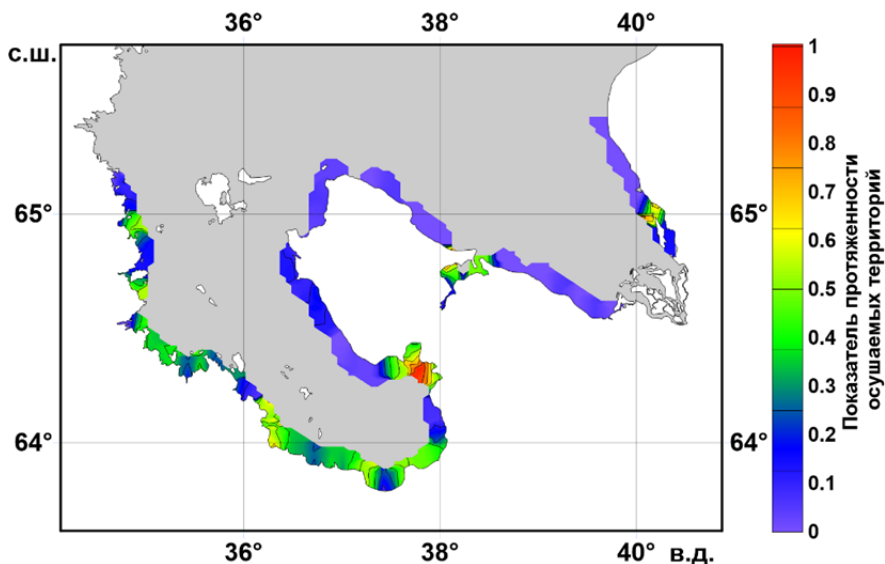 36° 38° 40°
с.ш.
65° 65°
64° 64°
36° 38° 40° в.д.
1
0.9
0.8
0.7
0.6
0.5
0.4
0.3
0.2
0.1
0
Показатель протяженности
осушаемых территорий